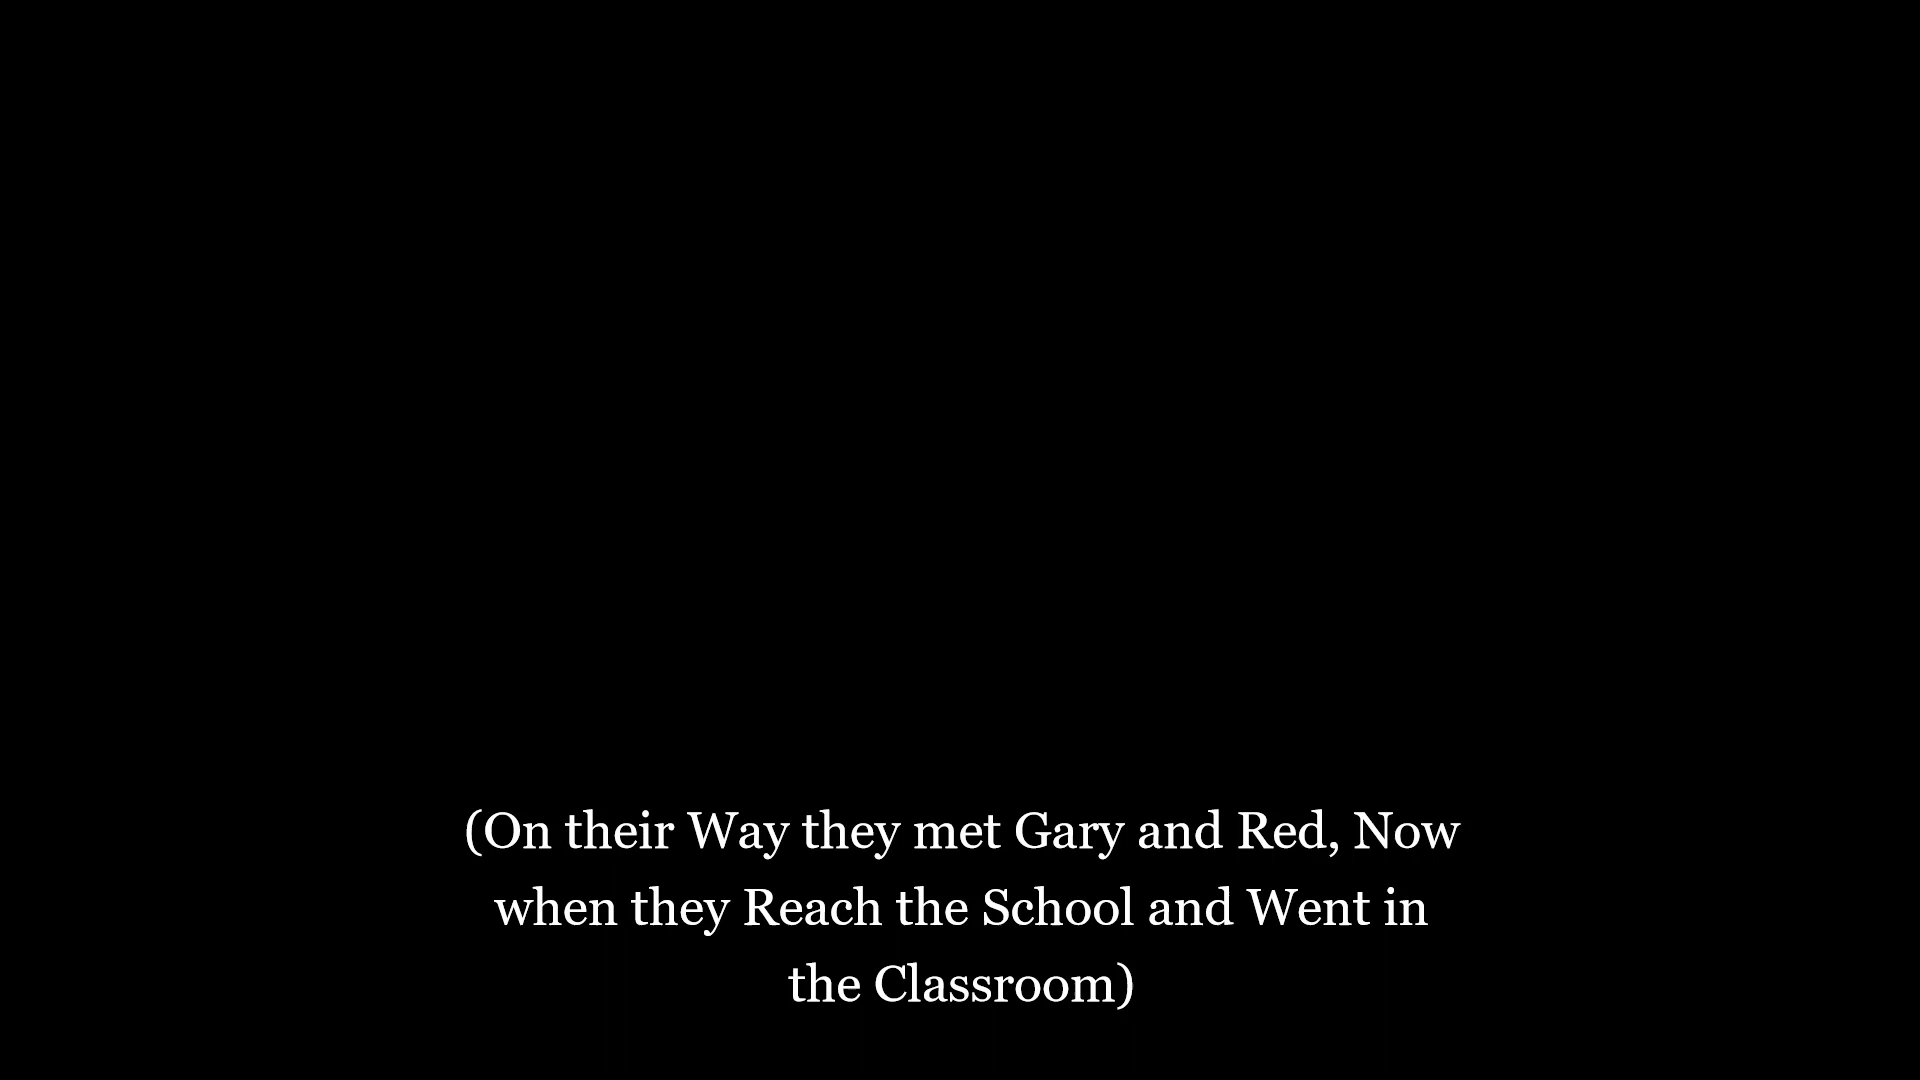 (On their Way they met Gary and Red, Now
when they Reach the School and Went in
the Classroom)